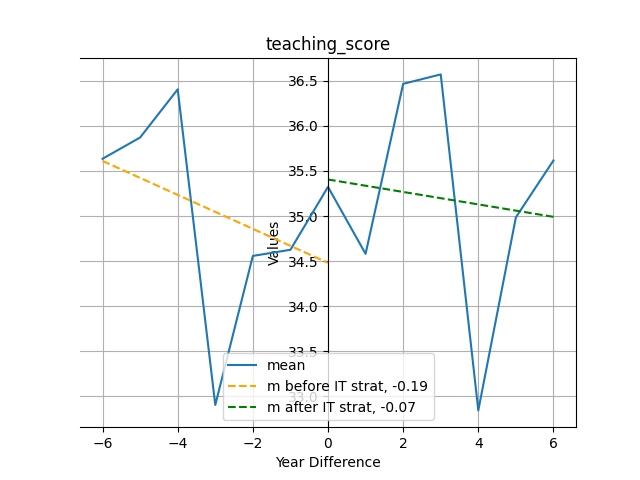 teaching_score
36.5
36.0
35.5
35.0
Values
34.5
34.0
33.5
33.0
mean
m before IT strat, -0.19
m after IT strat, -0.07
−6 −4 −2 0 2 4 6
Year Difference